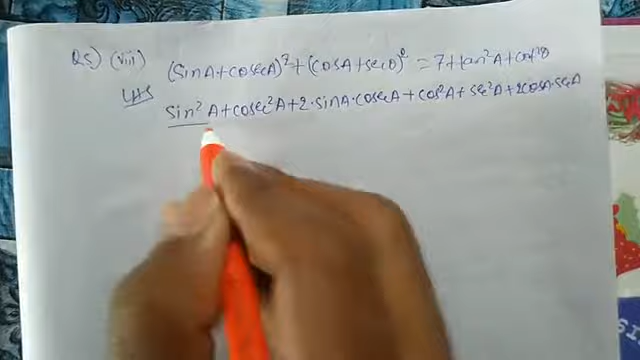 Q5) (viii) (SinA+cosecA)²+(cosA+secA)² = 7+tan²A+cot²A
LHS
Sin²A+cosec²A+2·sinA·cosecA+cos²A+sec²A+2cosA·secA